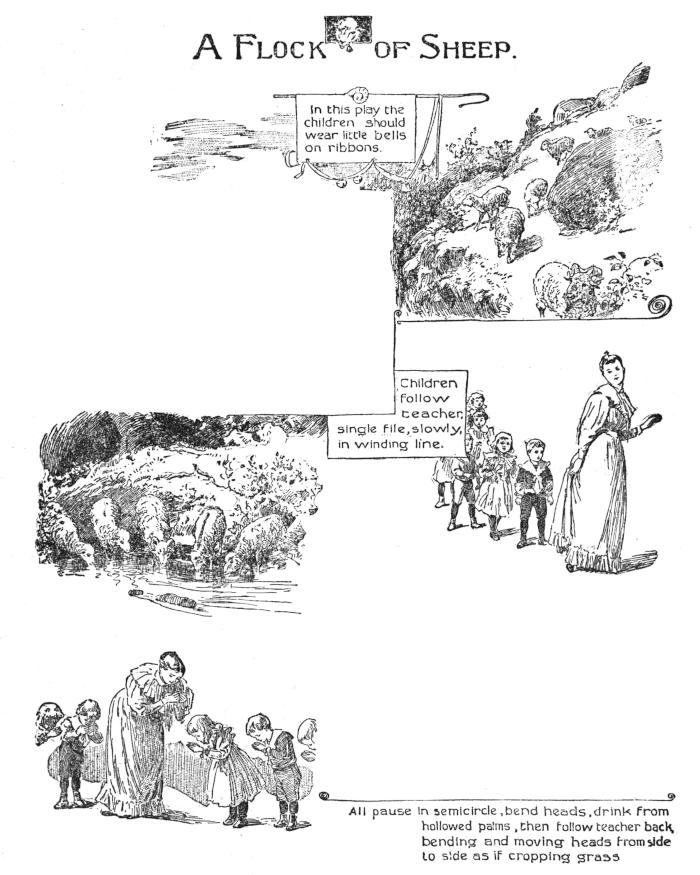 A FLOCK OF SHEEP.
In this play the
children should
wear little bells
on ribbons.
Children
follow
teacher,
single file, slowly,
in winding line.
All pause in semicircle, bend heads, drink from
hollowed palms, then follow teacher back,
bending and moving heads from side
to side as if cropping grass